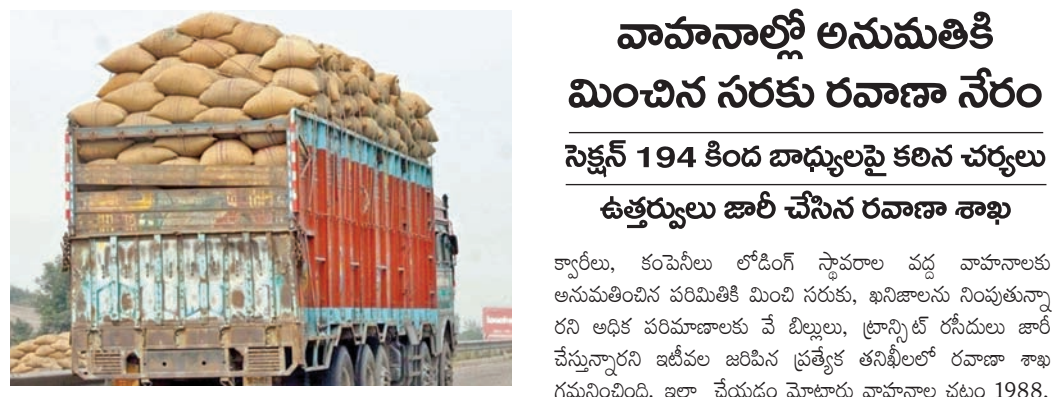 వాహనాల్లో అనుమతికి
మించిన సరకు రవాణా నేరం
సెక్షన్ 194 కింద బాధ్యులపై కఠిన చర్యలు
ఉత్తర్వులు జారీ చేసిన రవాణా శాఖ
క్వారీలు, కంపెనీలు లోడింగ్ స్థావరాల వద్ద వాహనాలకు
అనుమతించిన పరిమితికి మించి సరుకు, ఖనిజాలను నింపుతున్నా
రని అధిక పరిమాణాలకు వే బిల్లులు, ట్రాన్సిట్ రసీదులు జారీ
చేస్తున్నారని ఇటీవల జరిపిన ప్రత్యేక తనిఖీలలో రవాణా శాఖ
గమనించింది. ఇలా చేయడం మోటారు వాహనాల చట్టం 1988,